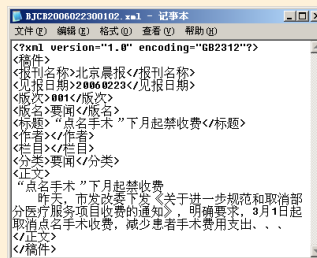 BJCB2006022300102.xml - 记事本
文件(F) 编辑(E) 格式(O) 查看(V) 帮助(H)
<?xml version="1.0" encoding="GB2312"?>
<稿件>
<报刊名称>北京晨报</报刊名称>
<见报日期>20060223</见报日期>
<版次>001</版次>
<版名>要闻</版名>
<标题>“点名手术”下月起禁收费</标题>
<作者></作者>
<栏目></栏目>
<分类>要闻</分类>
<正文>
“点名手术”下月起禁收费
昨天，市发改委下发《关于进一步规范和取消部
分医疗服务项目收费的通知》，明确要求，3月1日起
取消点名手术收费，减少患者手术费用支出、、、
</正文>
</稿件>